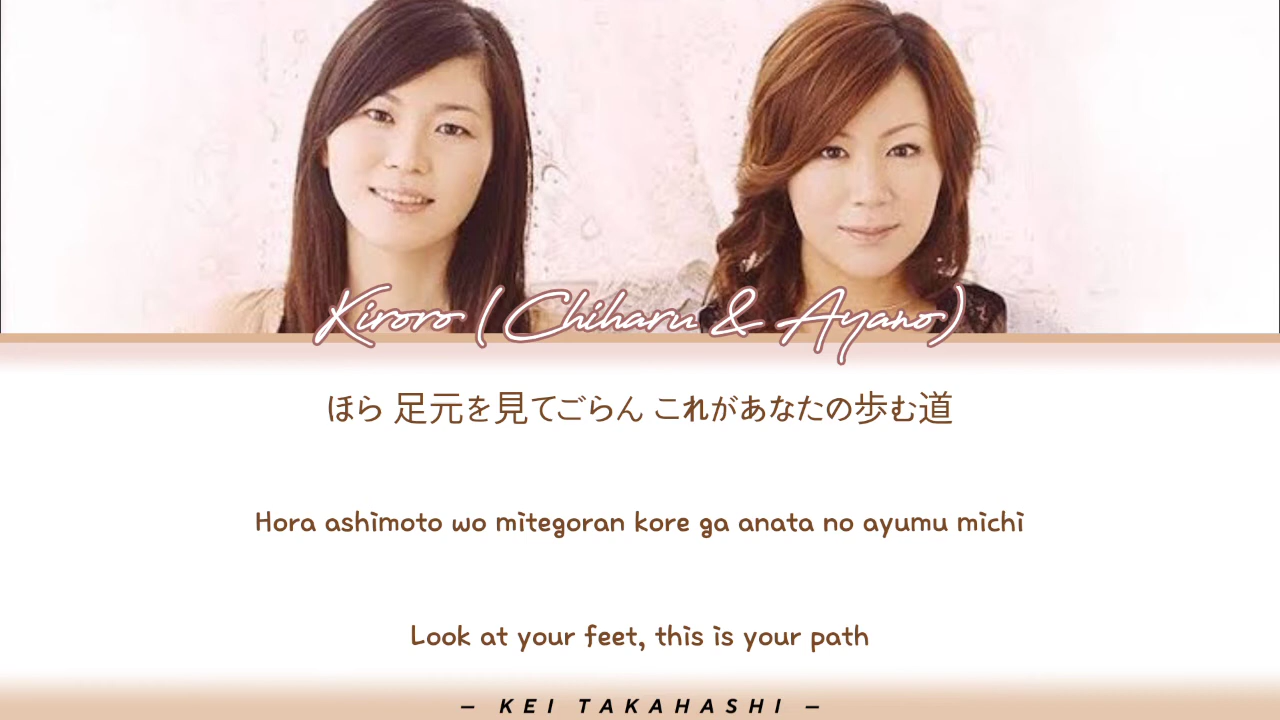 Kiroro (Chiharu & Ayano)
ほら 足元を見てごらん これがあなたの歩む道
Hora ashimoto wo mitegoran kore ga anata no ayumu michi
Look at your feet, this is your path
– KEI TAKAHASHI –